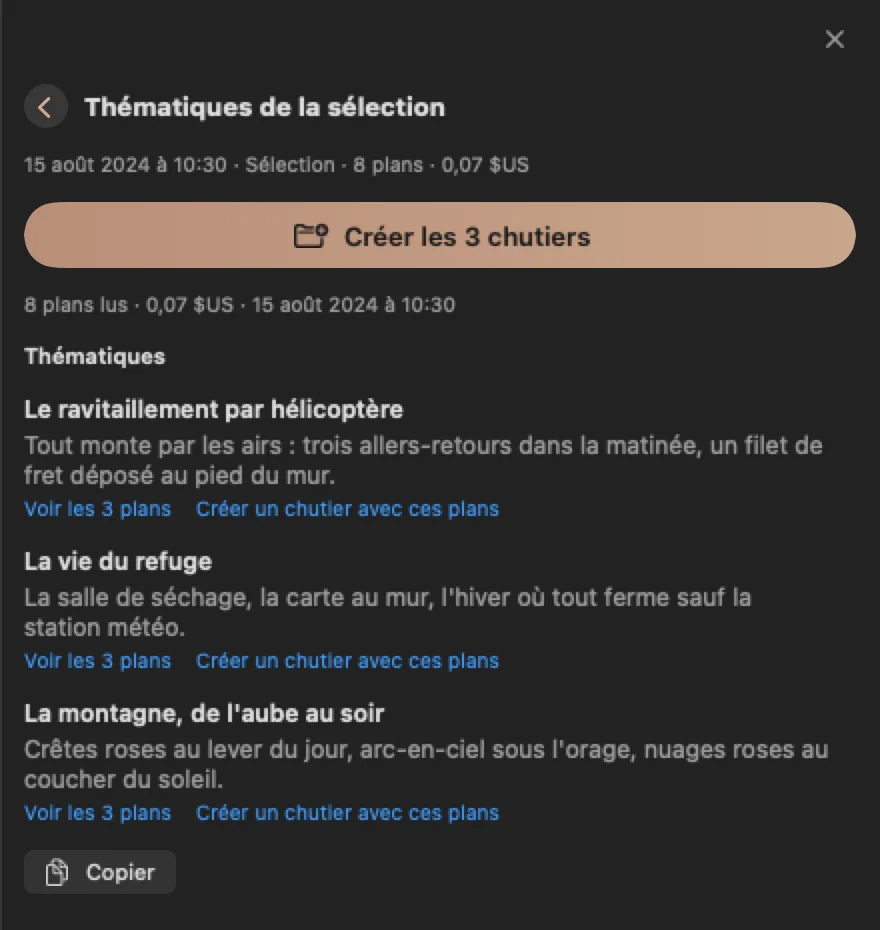 Thématiques de la sélection
15 août 2024 à 10:30 · Sélection · 8 plans · 0,07 $US
Créer les 3 chutiers
8 plans lus · 0,07 $US · 15 août 2024 à 10:30
Thématiques
Le ravitaillement par hélicoptère
Tout monte par les airs : trois allers-retours dans la matinée, un filet de
fret déposé au pied du mur.
Voir les 3 plans Créer un chutier avec ces plans
La vie du refuge
La salle de séchage, la carte au mur, l'hiver où tout ferme sauf la
station météo.
Voir les 3 plans Créer un chutier avec ces plans
La montagne, de l'aube au soir
Crêtes roses au lever du jour, arc-en-ciel sous l'orage, nuages roses au
coucher du soleil.
Voir les 3 plans Créer un chutier avec ces plans
Copier